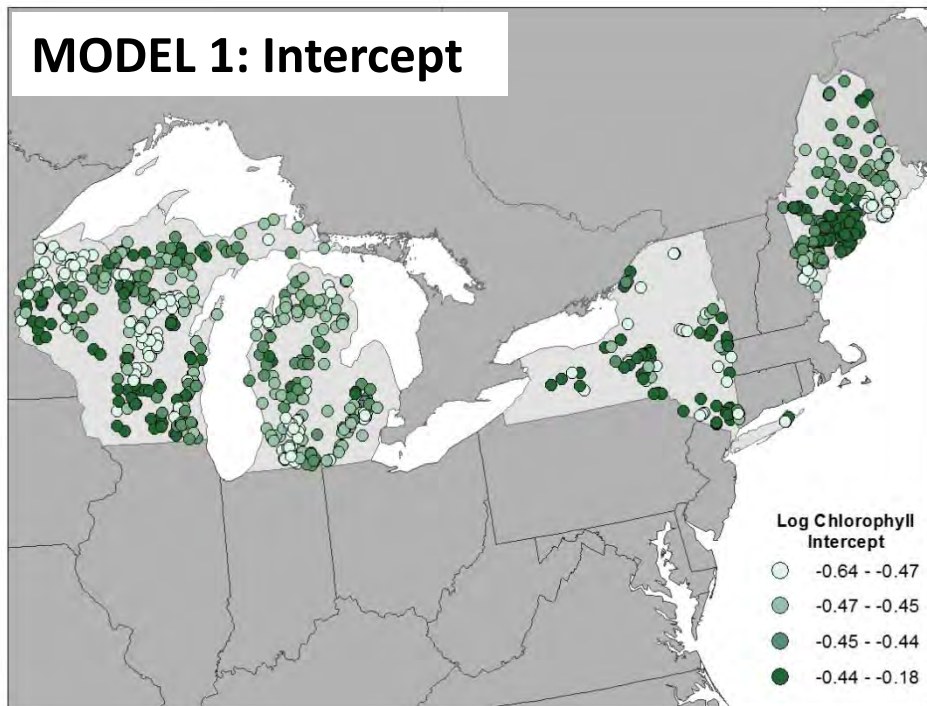 MODEL 1: Intercept
Log Chlorophyll
Intercept
-0.64 - -0.47
-0.47 - -0.45
-0.45 - -0.44
-0.44 - -0.18